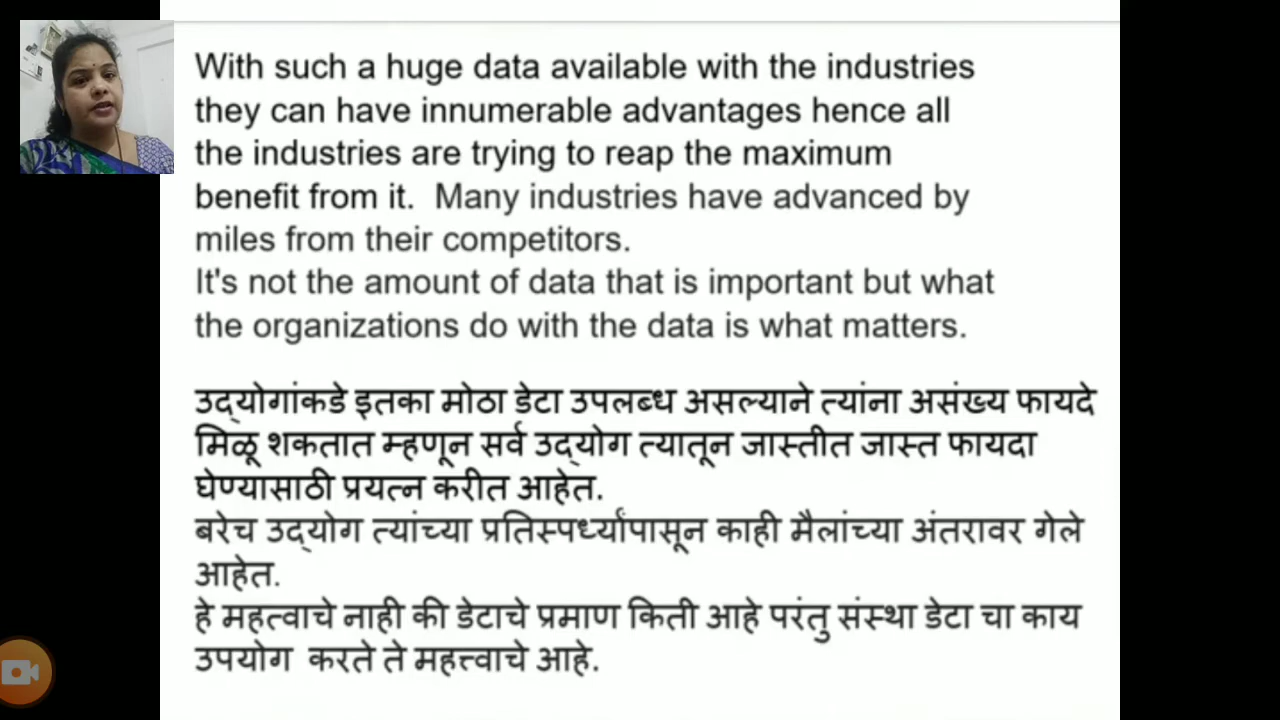 With such a huge data available with the industries
they can have innumerable advantages hence all
the industries are trying to reap the maximum
benefit from it.  Many industries have advanced by
miles from their competitors.
It's not the amount of data that is important but what
the organizations do with the data is what matters.
उद्‌योगांकडे इतका मोठा डेटा उपलब्ध असल्याने त्यांना असंख्य फायदे
मिळू शकतात म्हणून सर्व उद्‌योग त्यातून जास्तीत जास्त फायदा
घेण्यासाठी प्रयत्न करीत आहेत.
बरेच उद्‌योग त्यांच्या प्रतिस्पर्ध्यांपासून काही मैलांच्या अंतरावर गेले
आहेत.
हे महत्वाचे नाही की डेटाचे प्रमाण किती आहे परंतु संस्था डेटा चा काय
उपयोग  करते ते महत्त्वाचे आहे.